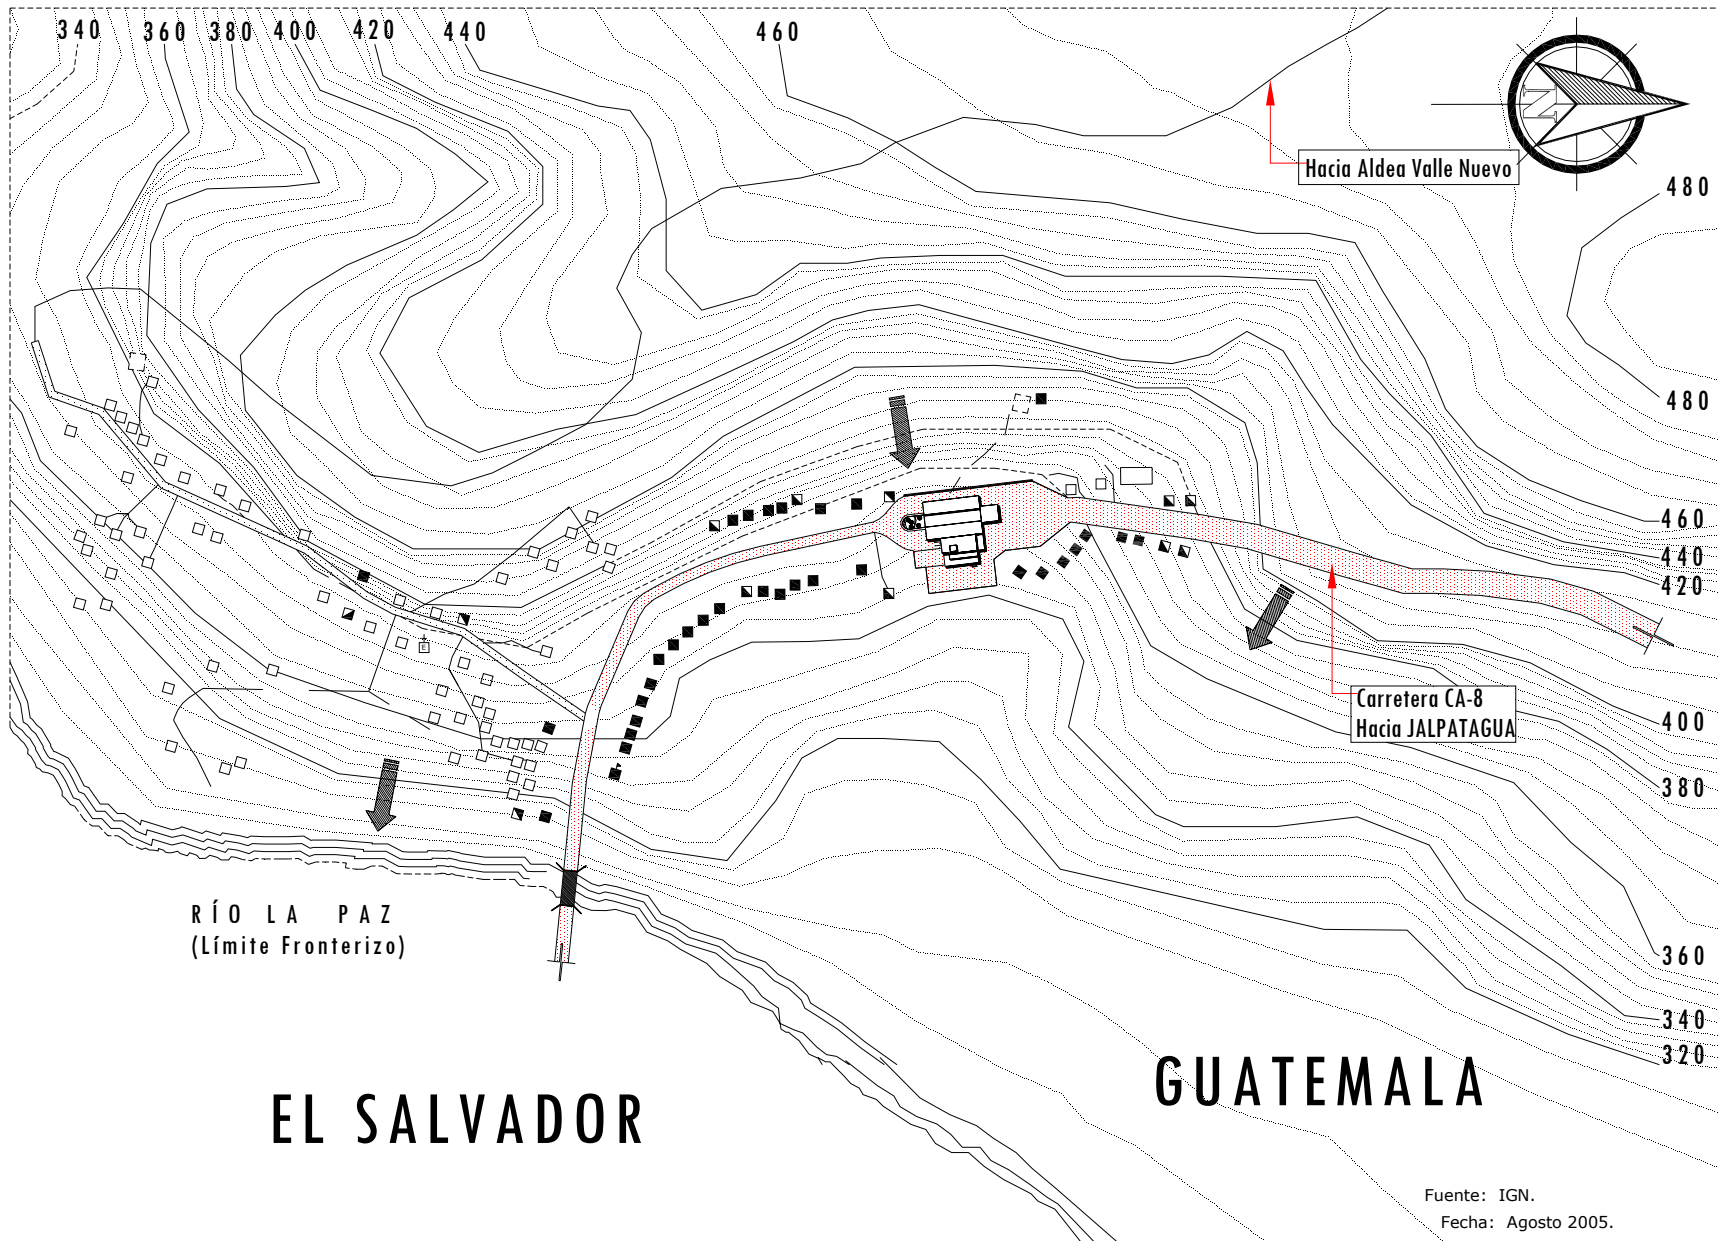 340 360 380 400 420 440 460
N
Hacia Aldea Valle Nuevo
480
480
460
440
420
E
Carretera CA-8
Hacia JALPATAGUA
400
380
RÍO LA PAZ
(Límite Fronterizo)
360
340
320
GUATEMALA
EL SALVADOR
Fuente: IGN.
Fecha: Agosto 2005.